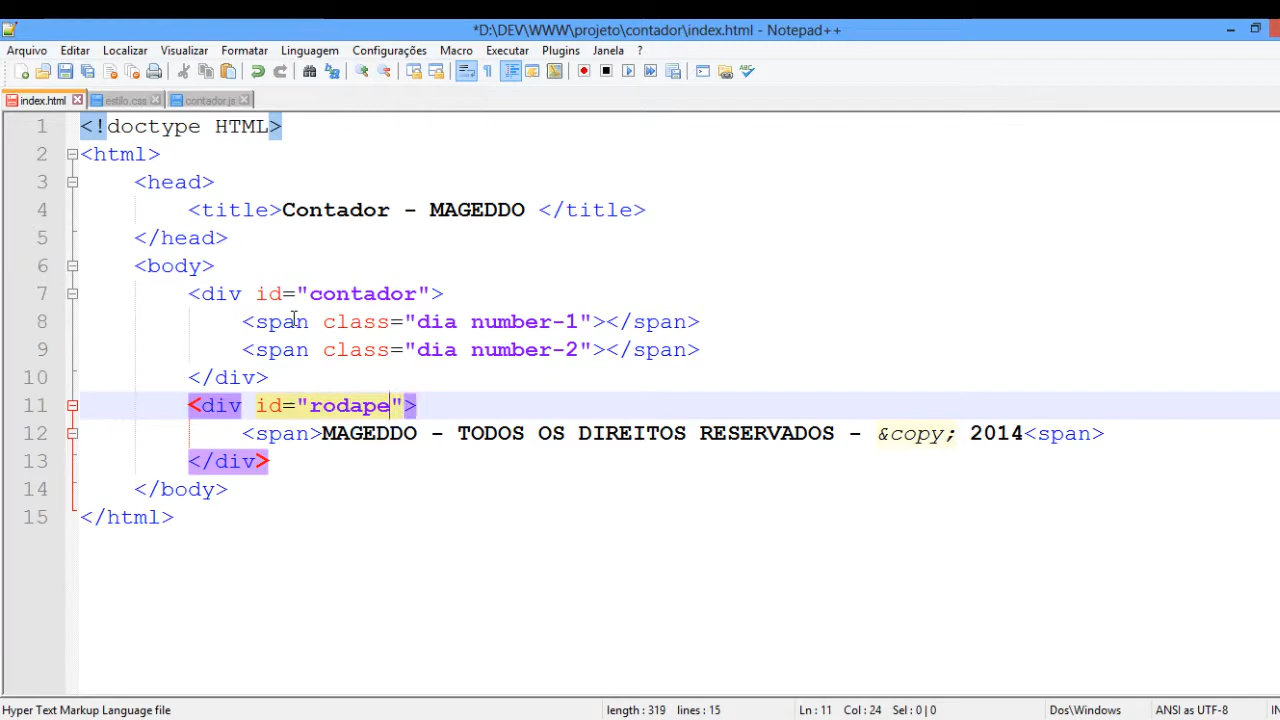 *D:\DEV\WWW\projeto\contador\index.html - Notepad++
Arquivo Editar Localizar Visualizar Formatar Linguagem Configurações Macro Executar Plugins Janela ?
index.html estilo.css contador.js
1 <!doctype HTML>
2 <html>
3 <head>
4 <title>Contador - MAGEDDO </title>
5 </head>
6 <body>
7 <div id="contador">
8 <span class="dia number-1"></span>
9 <span class="dia number-2"></span>
10 </div>
11 <div id="rodape">
12 <span>MAGEDDO - TODOS OS DIREITOS RESERVADOS - &copy; 2014<span>
13 </div>
14 </body>
15 </html>
Hyper Text Markup Language file length : 319 lines : 15 Ln : 11 Col : 24 Sel : 0 | 0 Dos\Windows ANSI as UTF-8 IN